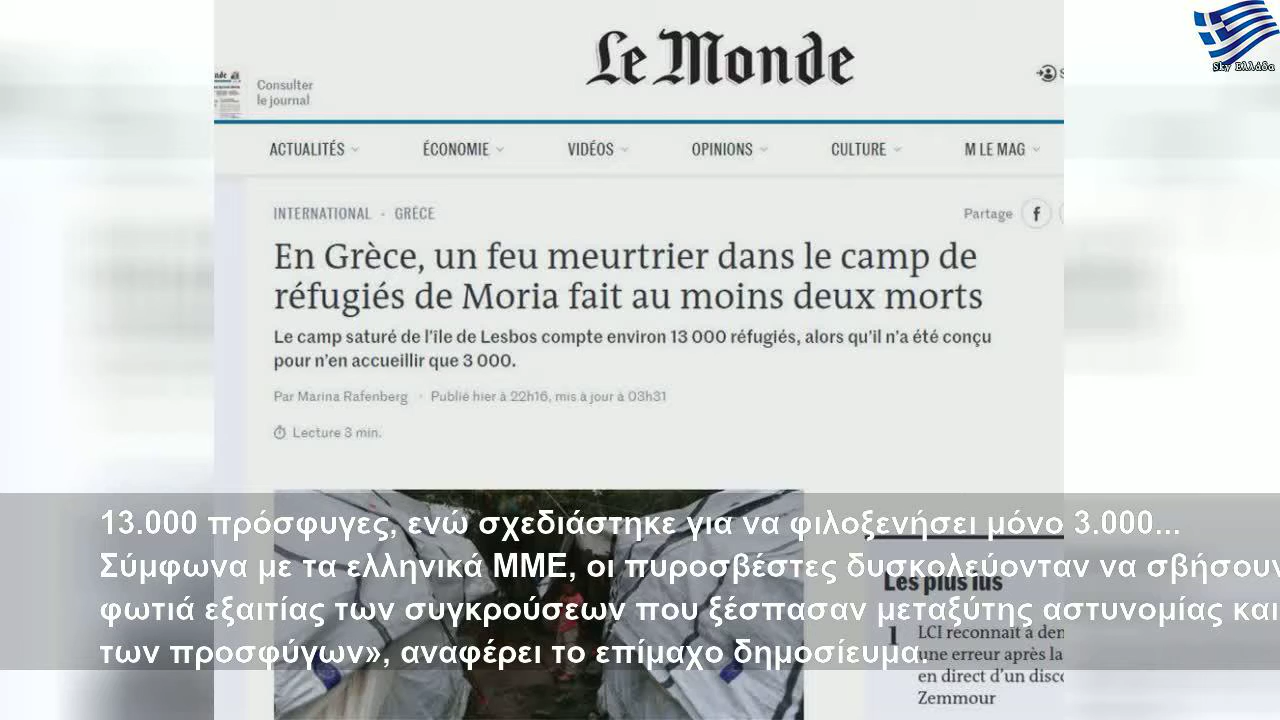 Sky Ελλάδα
Le Monde
Consulter
le journal
ACTUALITÉS
ÉCONOMIE
VIDÉOS
OPINIONS
CULTURE
M LE MAG
INTERNATIONAL - GRÈCE
Partage
En Grèce, un feu meurtrier dans le camp de
réfugiés de Moria fait au moins deux morts
Le camp saturé de l'île de Lesbos compte environ 13 000 réfugiés, alors qu'il n'a été conçu
pour n'en accueillir que 3 000.
Par Marina Rafenberg · Publié hier à 22h16, mis à jour à 03h31
Lecture 3 min.
13.000 πρόσφυγες, ενώ σχεδιάστηκε για να φιλοξενήσει μόνο 3.000...
Σύμφωνα με τα ελληνικά ΜΜΕ, οι πυροσβέστες δυσκολεύονταν να σβήσουν
φωτιά εξαιτίας των συγκρούσεων που ξέσπασαν μεταξύτης αστυνομίας και
των προσφύγων», αναφέρει το επίμαχο δημοσίευμα.
Les plus lus
1 LCI reconnait à
une erreur après la
en direct d'un
Zemmour